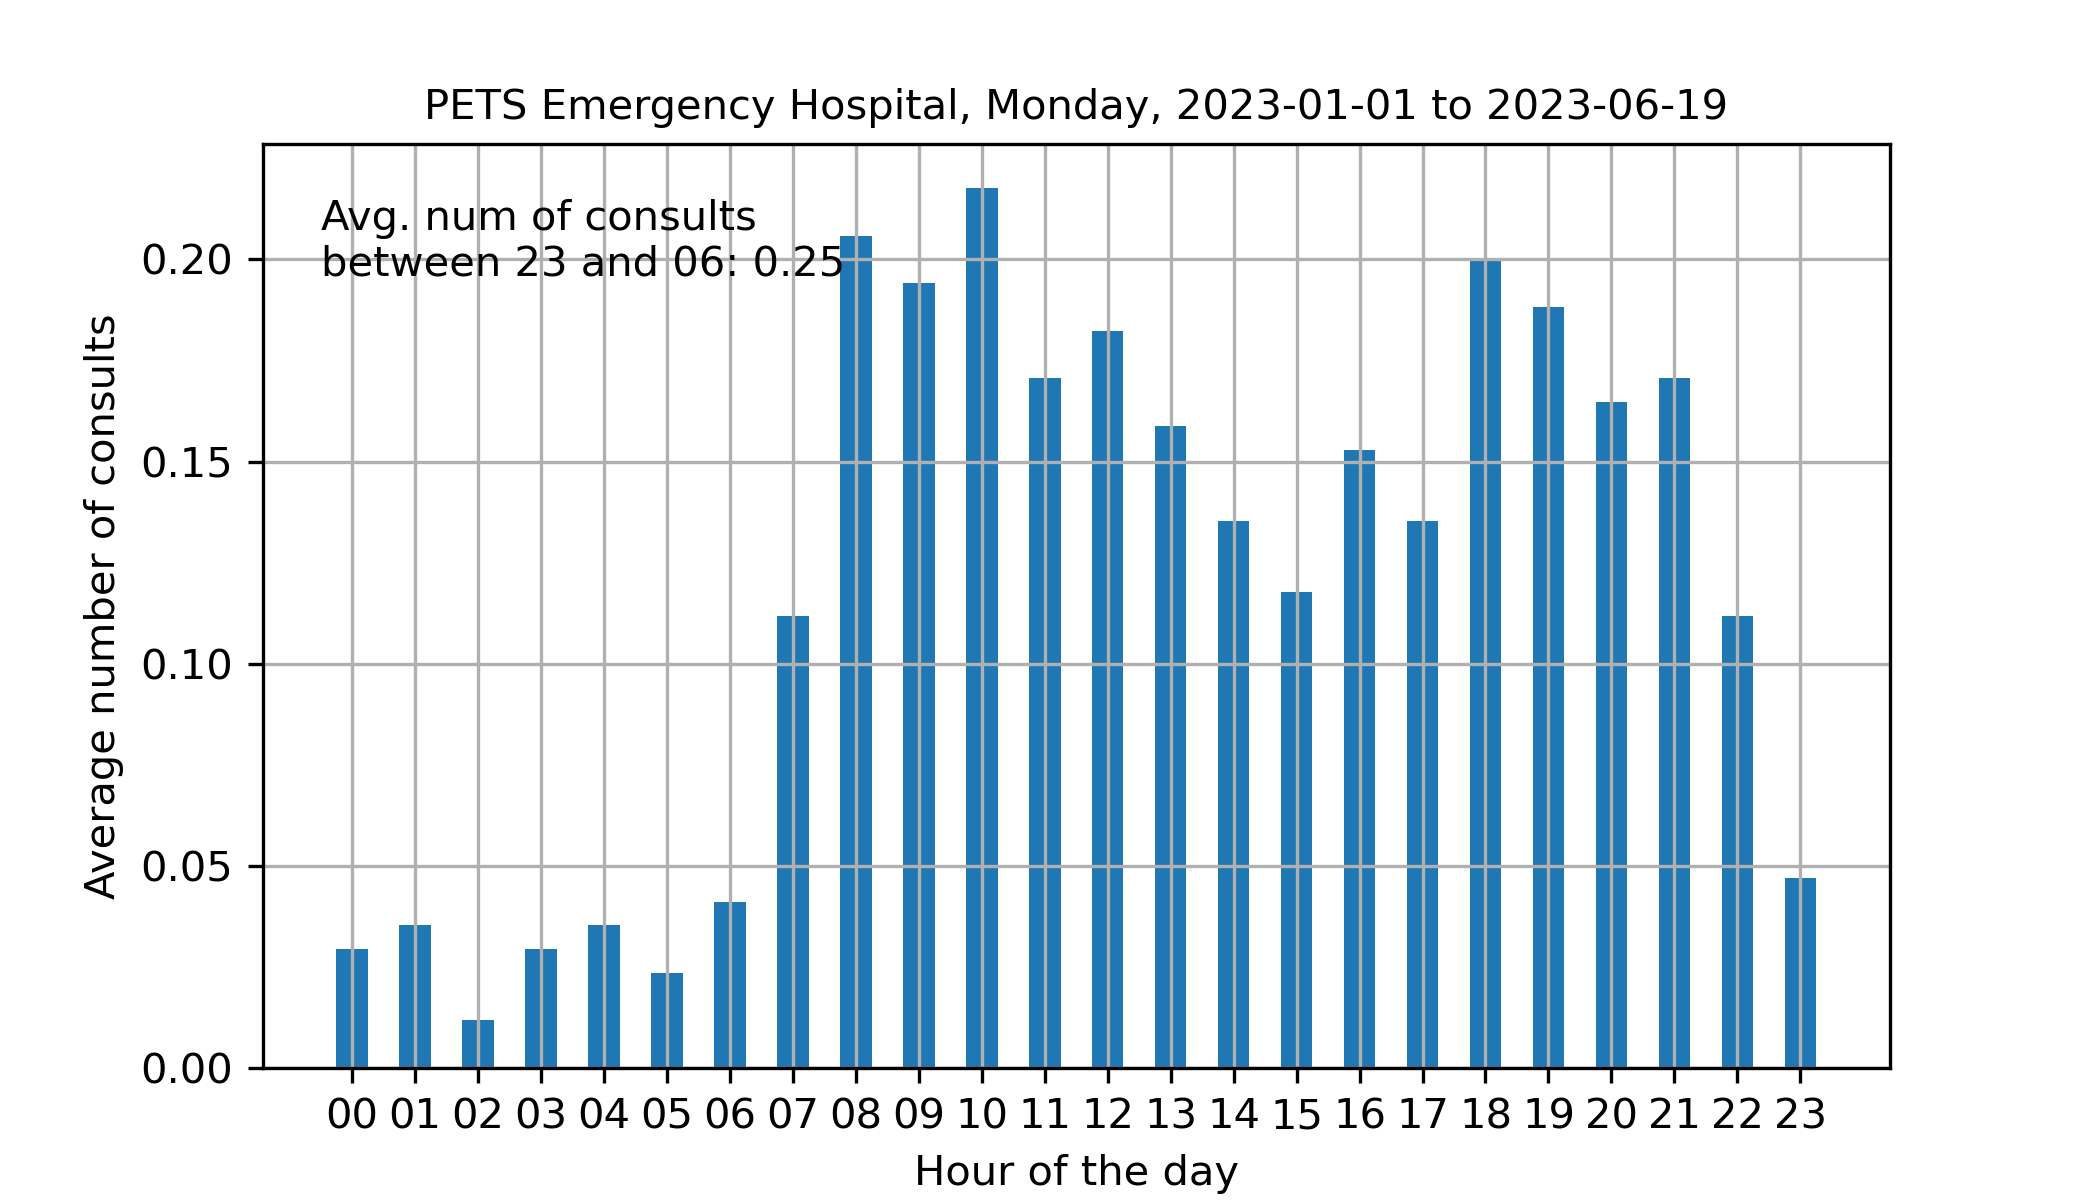 PETS Emergency Hospital, Monday, 2023-01-01 to 2023-06-19
Avg. num of consults
between 23 and 06: 0.25
Average number of consults
0.20
0.15
0.10
0.05
0.00
00 01 02 03 04 05 06 07 08 09 10 11 12 13 14 15 16 17 18 19 20 21 22 23
Hour of the day